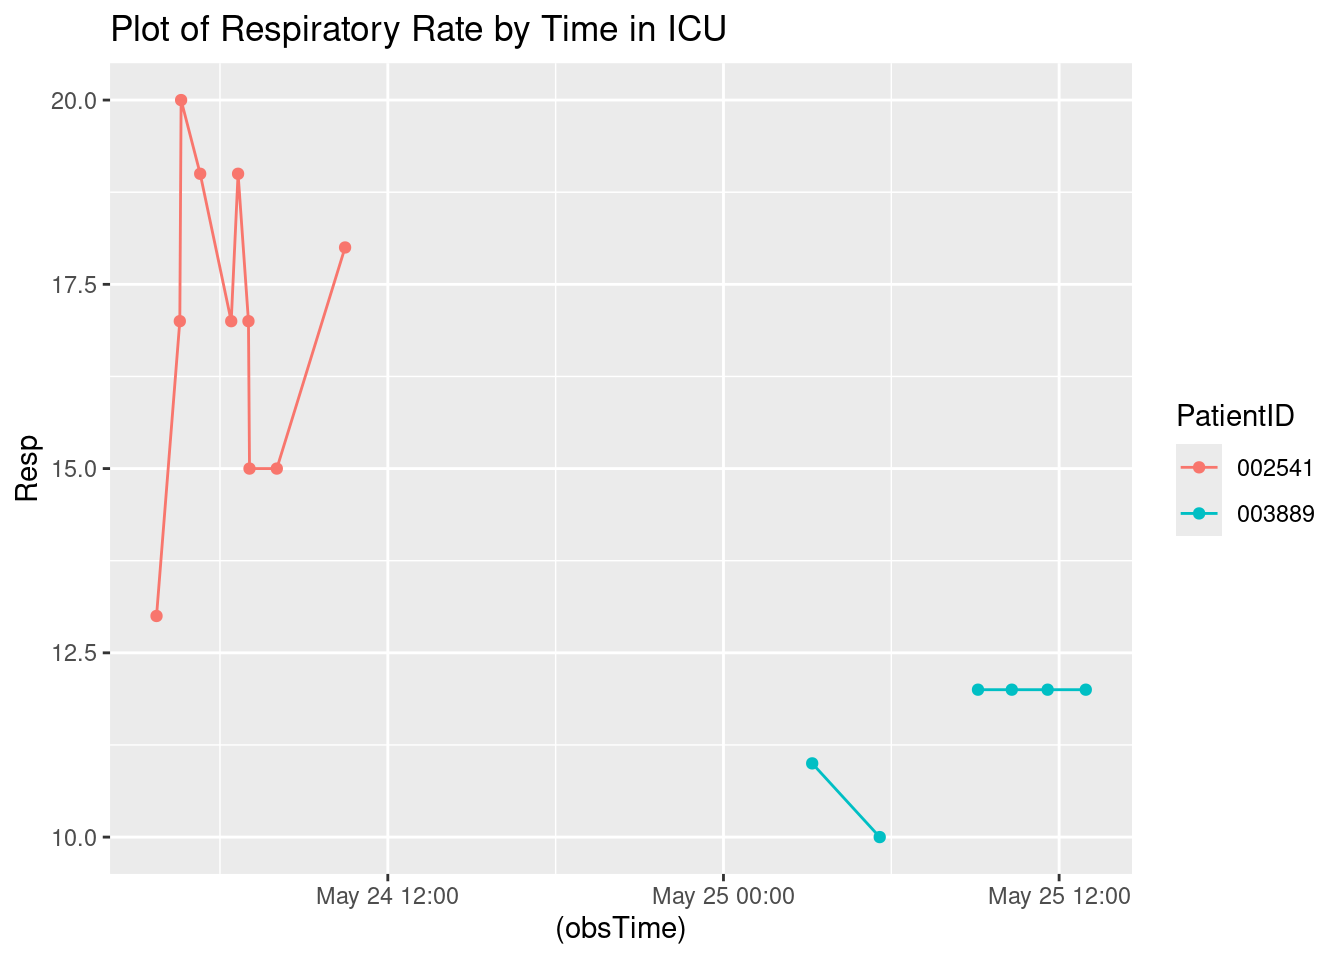 Plot of Respiratory Rate by Time in ICU
20.0
17.5
15.0
12.5
10.0
Resp
May 24 12:00
May 25 00:00
May 25 12:00
(obsTime)
PatientID
002541
003889